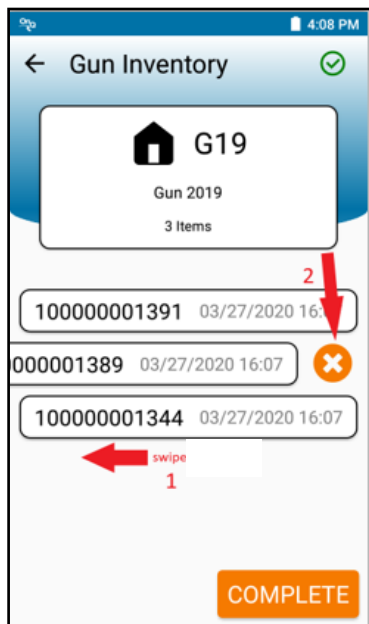 4:08 PM
Gun Inventory
G19
Gun 2019
3 Items
2
100000001391 03/27/2020 16:
0000001389 03/27/2020 16:07
100000001344 03/27/2020 16:07
swipe
1
COMPLETE